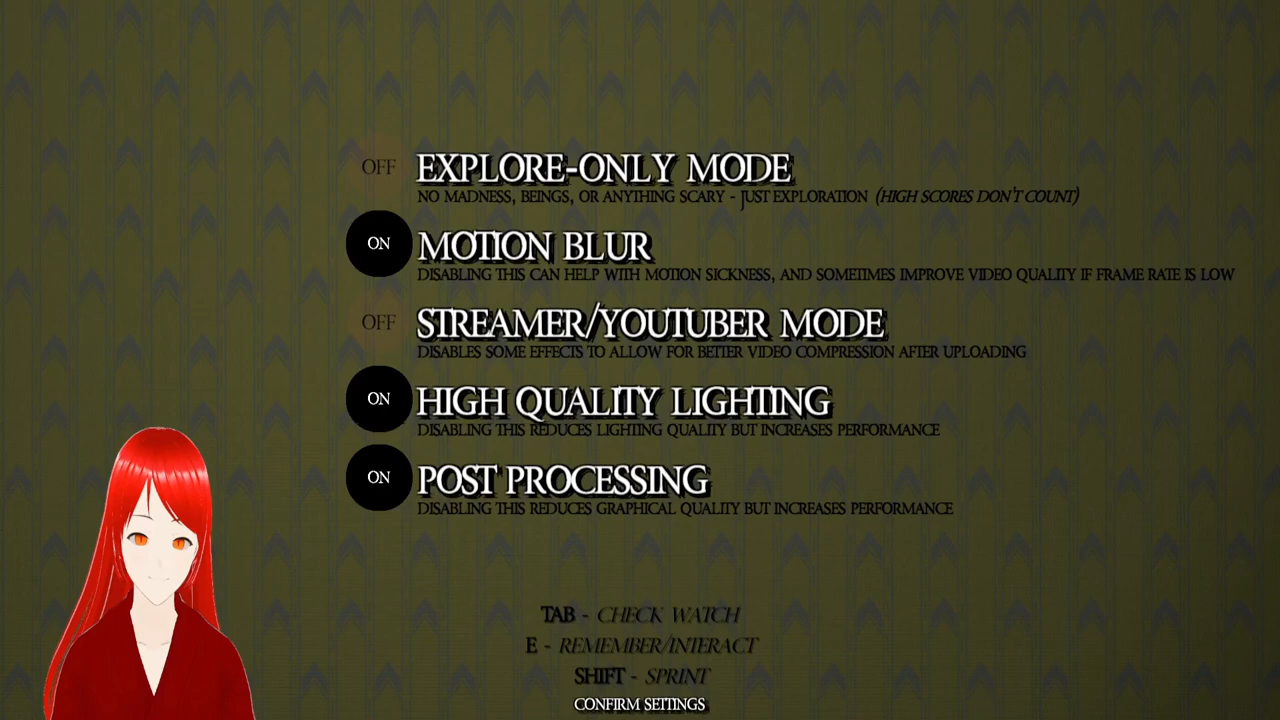 OFF EXPLORE-ONLY MODE
NO MADNESS, BEINGS, OR ANYTHING SCARY - JUST EXPLORATION (HIGH SCORES DON'T COUNT)
ON MOTION BLUR
DISABLING THIS CAN HELP WITH MOTION SICKNESS, AND SOMETIMES IMPROVE VIDEO QUALITY IF FRAME RATE IS LOW
OFF STREAMER/YOUTUBER MODE
DISABLES SOME EFFECTS TO ALLOW FOR BETTER VIDEO COMPRESSION AFTER UPLOADING
ON HIGH QUALITY LIGHTING
DISABLING THIS REDUCES LIGHTING QUALITY BUT INCREASES PERFORMANCE
ON POST PROCESSING
DISABLING THIS REDUCES GRAPHICAL QUALITY BUT INCREASES PERFORMANCE
TAB - CHECK WATCH
E - REMEMBER/INTERACT
SHIFT - SPRINT
CONFIRM SETTINGS